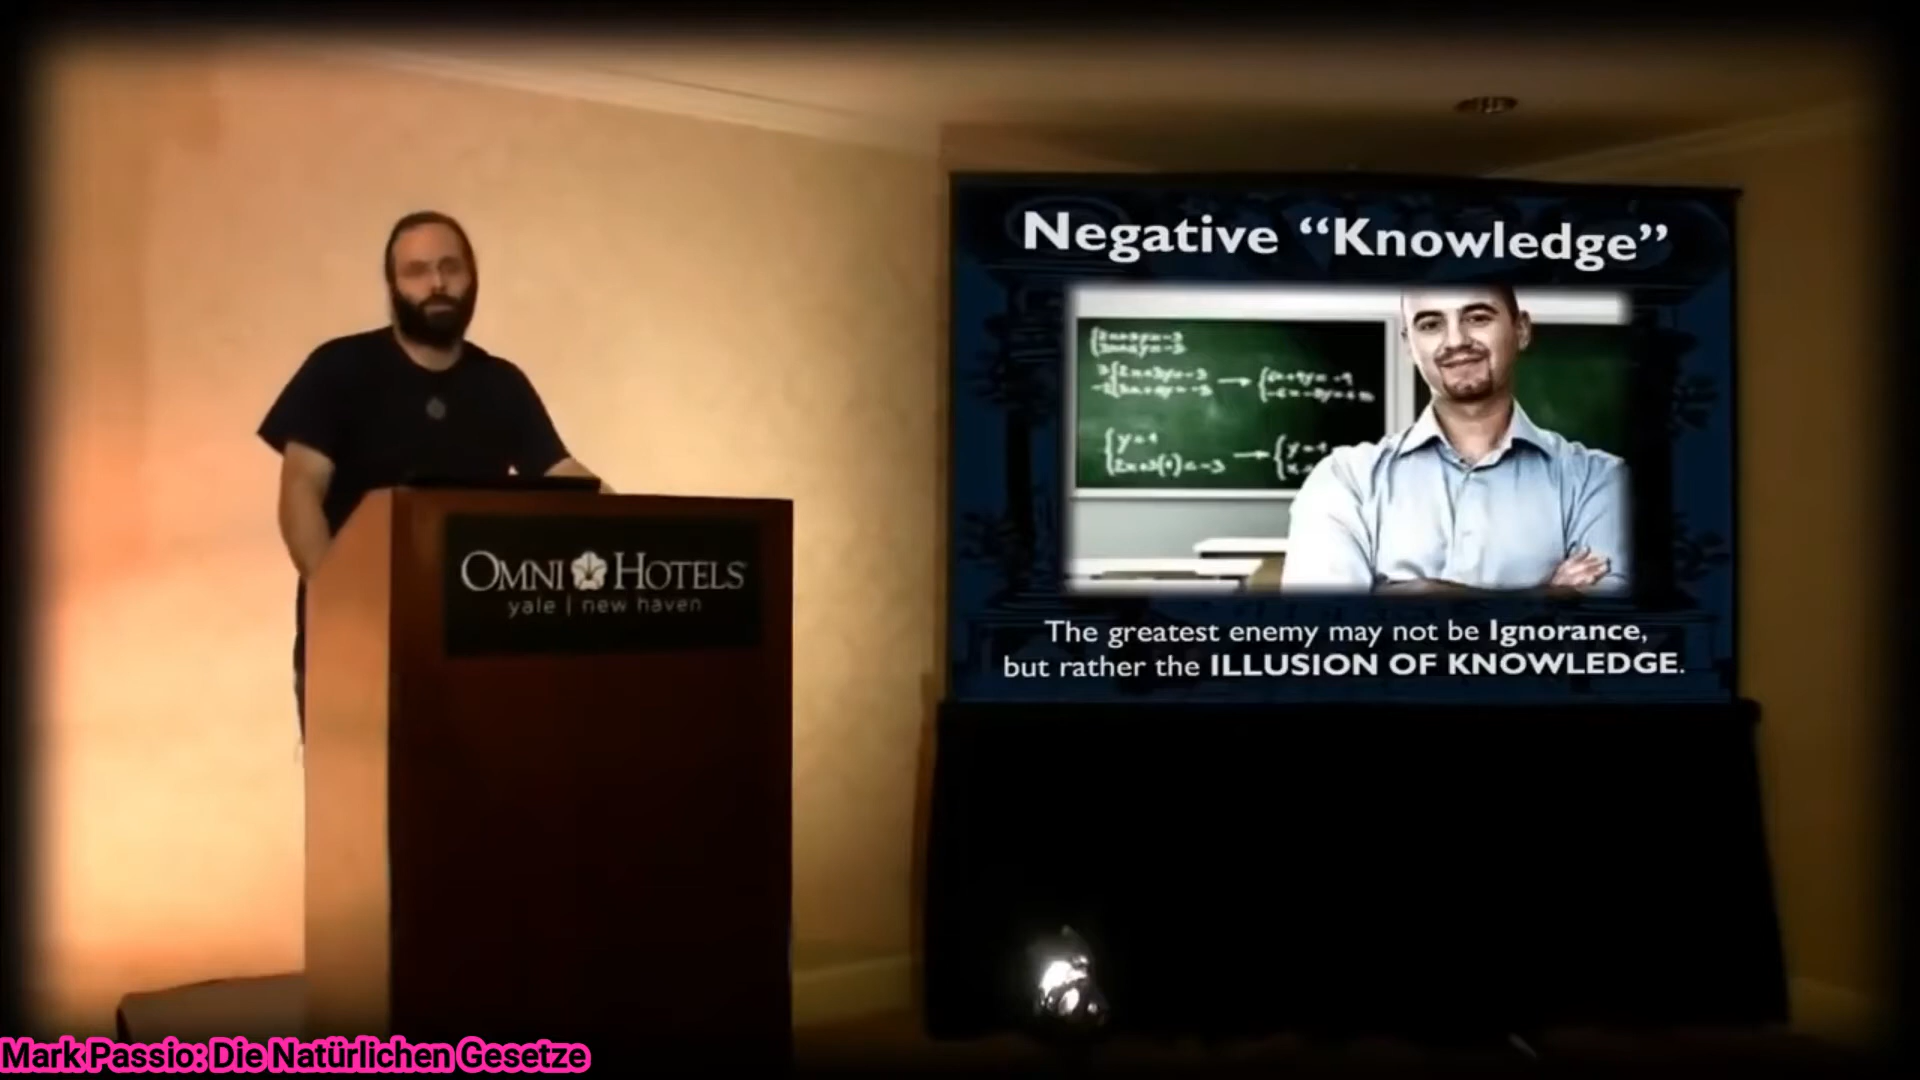 Negative “Knowledge”
The greatest enemy may not be Ignorance,
but rather the ILLUSION OF KNOWLEDGE.
OMNI HOTELS
yale | new haven
Mark Passio: Die Natürlichen Gesetze